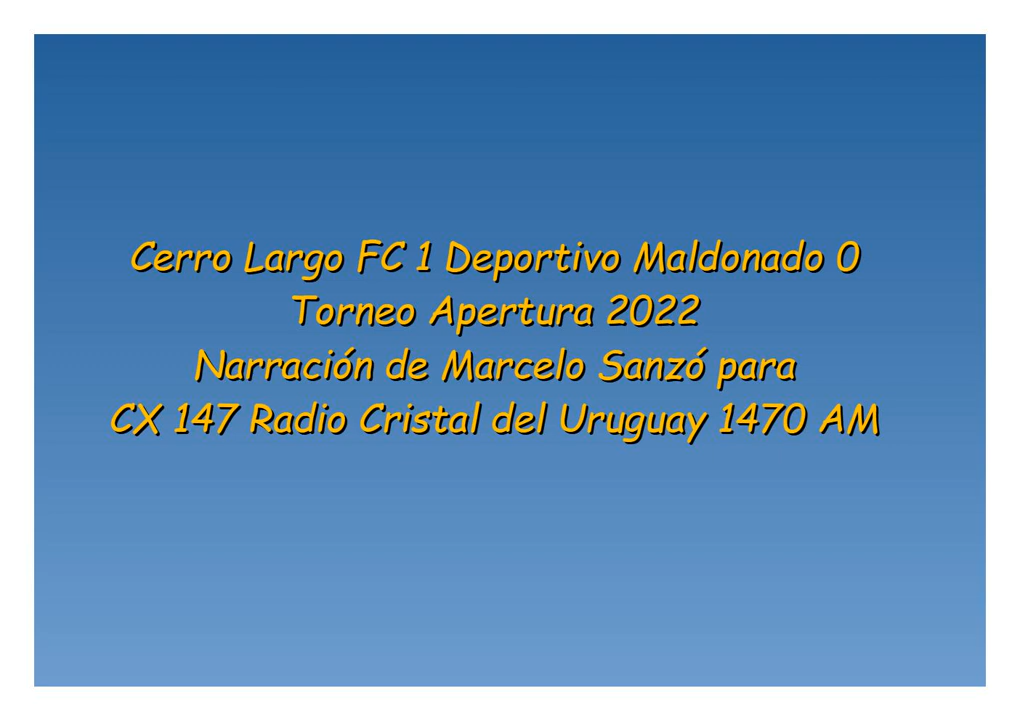 Cerro Largo FC 1 Deportivo Maldonado 0
Torneo Apertura 2022
Narración de Marcelo Sanzó para
CX 147 Radio Cristal del Uruguay 1470 AM